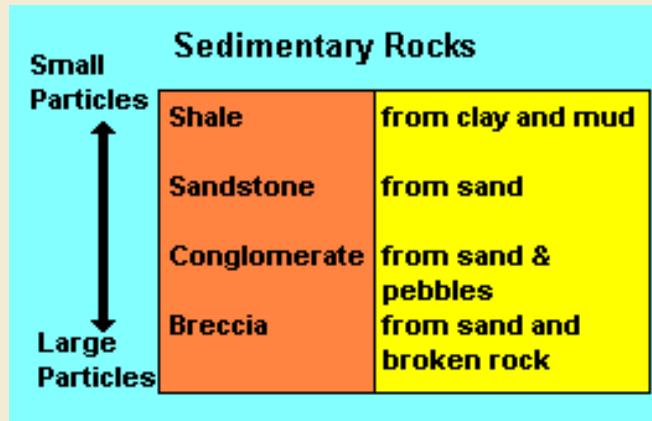 Sedimentary Rocks
Small
Particles
Shale
from clay and mud
Sandstone
from sand
Conglomerate
from sand &
pebbles
Breccia
from sand and
broken rock
Large
Particles